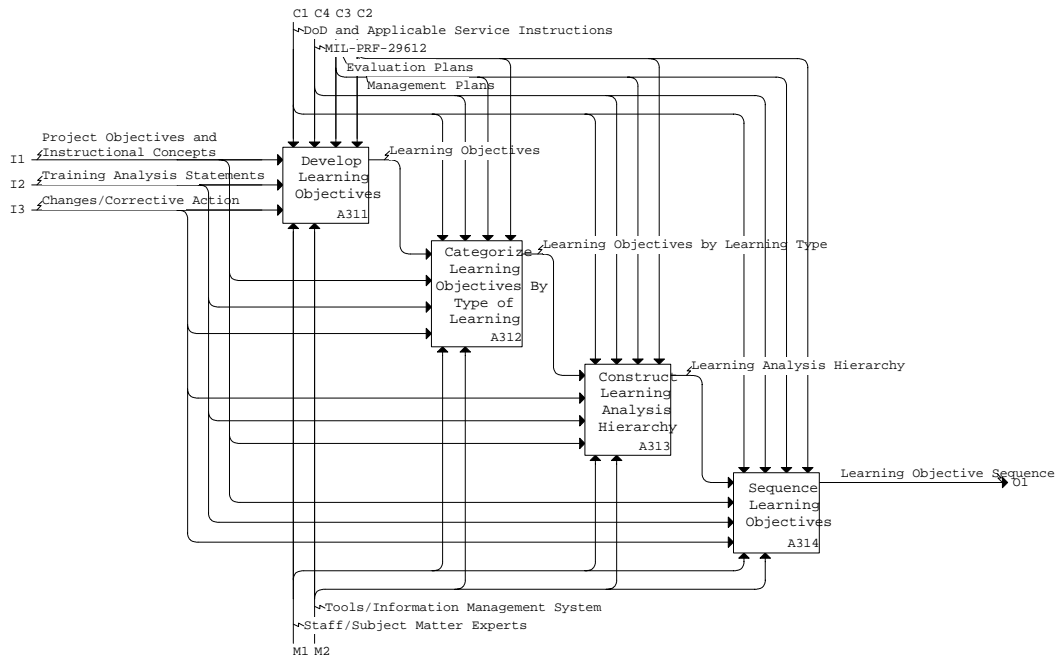 C1 C4 C3 C2
DoD and Applicable Service Instructions
MIL-PRF-29612
Evaluation Plans
Management Plans
Project Objectives and
I1 Instructional Concepts
I2 Training Analysis Statements
I3 Changes/Corrective Action
Develop
Learning
Objectives
A311
Learning Objectives
Categorize
Learning
Objectives By
Type of
Learning
A312
Learning Objectives by Learning Type
Construct
Learning
Analysis
Hierarchy
A313
Learning Analysis Hierarchy
Sequence
Learning
Objectives
A314
Learning Objective Sequence
O1
Tools/Information Management System
Staff/Subject Matter Experts
M1 M2